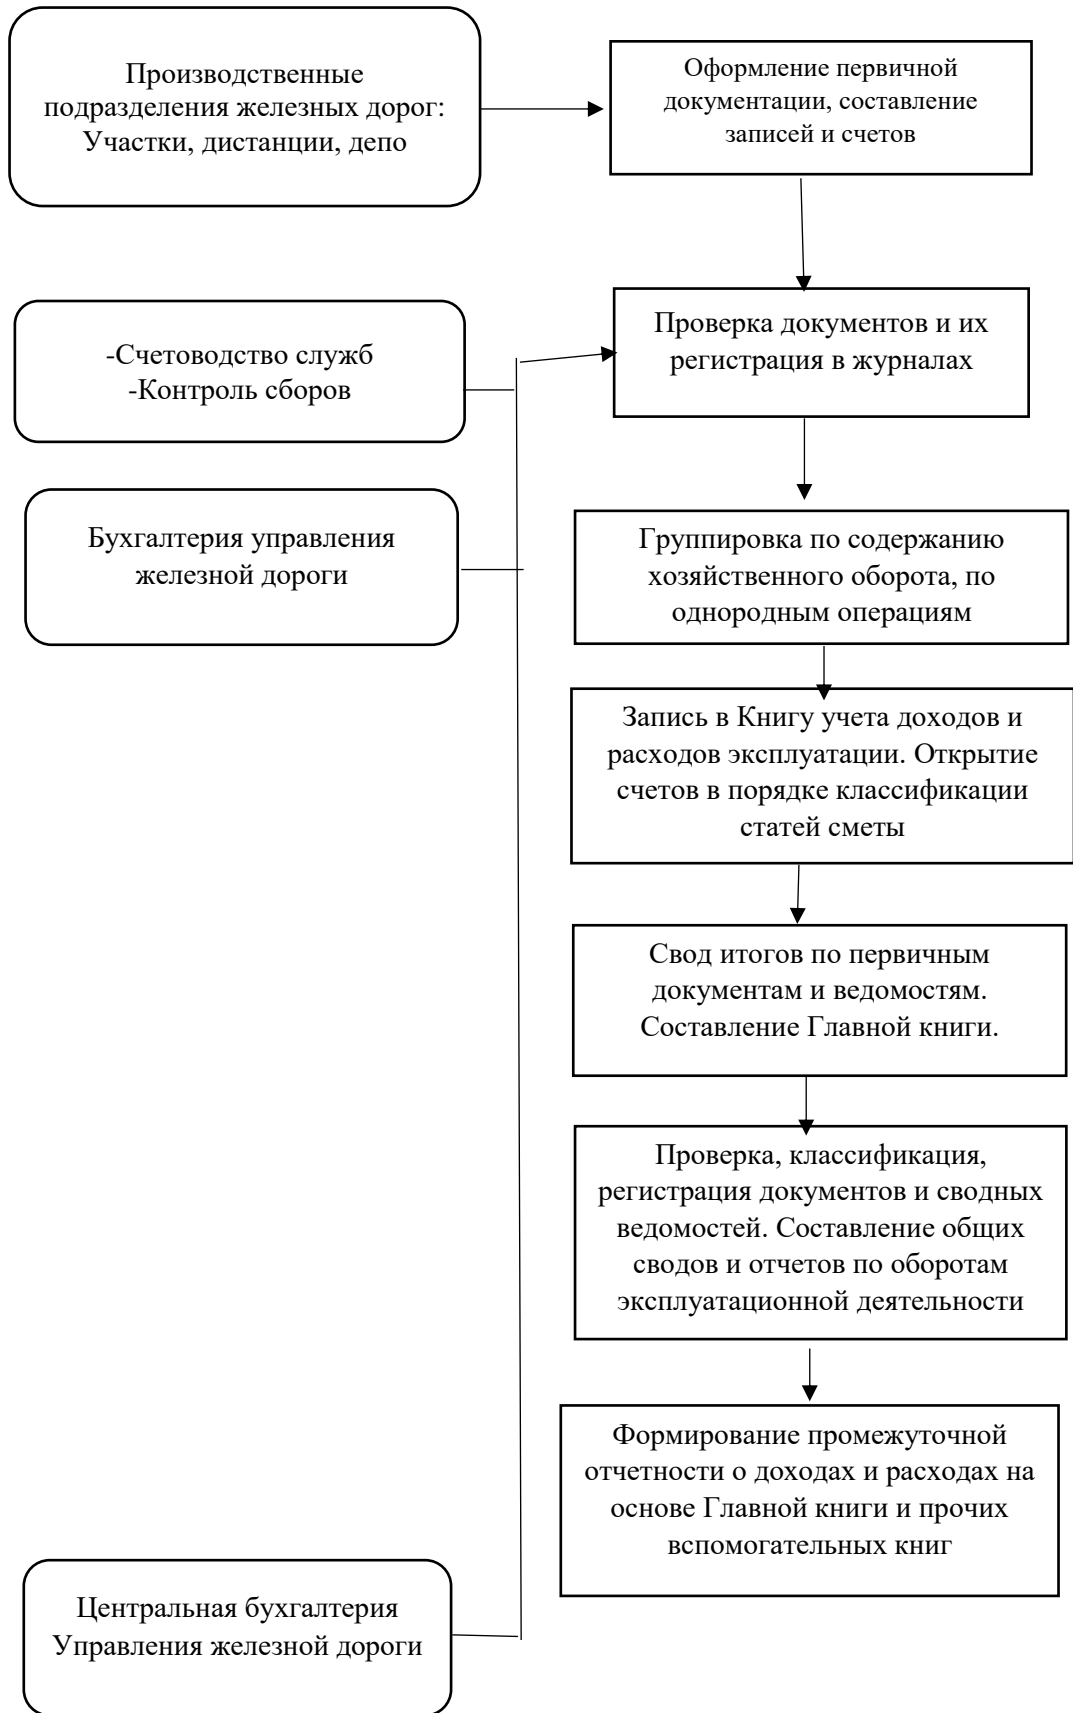 Производственные
подразделения железных дорог:
Участки, дистанции, депо
Оформление первичной
документации, составление
записей и счетов
-Счетоводство служб
-Контроль сборов
Проверка документов и их
регистрация в журналах
Бухгалтерия управления
железной дороги
Группировка по содержанию
хозяйственного оборота, по
однородным операциям
Запись в Книгу учета доходов и
расходов эксплуатации. Открытие
счетов в порядке классификации
статей сметы
Свод итогов по первичным
документам и ведомостям.
Составление Главной книги.
Проверка, классификация,
регистрация документов и сводных
ведомостей. Составление общих
сводов и отчетов по оборотам
эксплуатационной деятельности
Формирование промежуточной
отчетности о доходах и расходах на
основе Главной книги и прочих
вспомогательных книг
Центральная бухгалтерия
Управления железной дороги